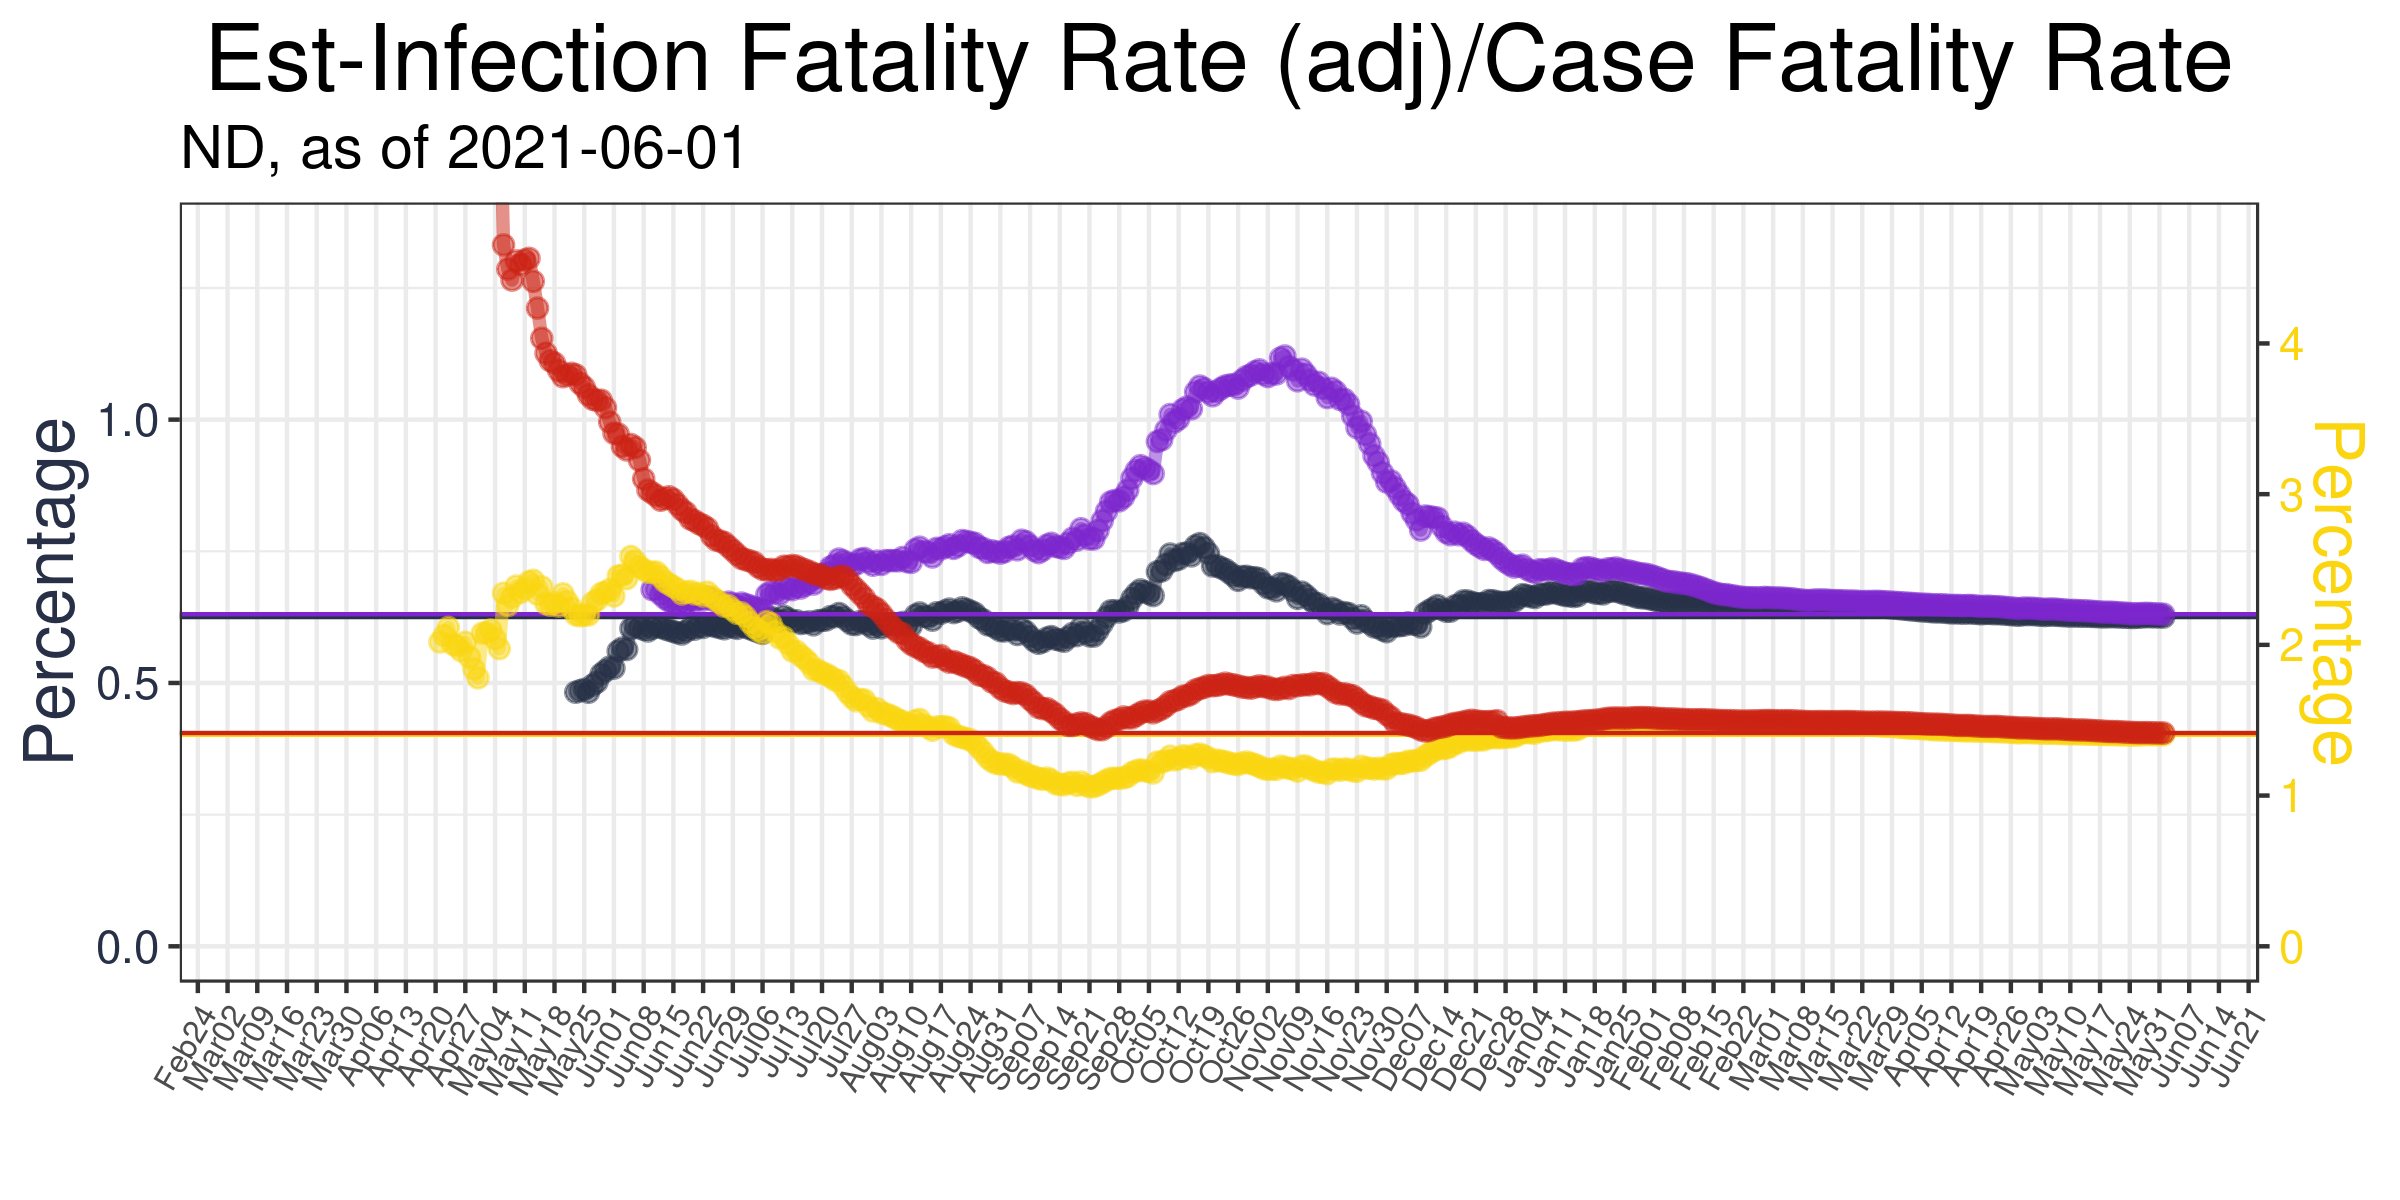 Est-Infection Fatality Rate (adj)/Case Fatality Rate
ND, as of 2021-06-01
Percentage
1.0
0.5
0.0
4
3
2
1
0
Percentage
Feb24
Mar02
Mar09
Mar16
Mar23
Mar30
Apr06
Apr13
Apr20
Apr27
May04
May11
May18
May25
Jun01
Jun08
Jun15
Jun22
Jun29
Jul06
Jul13
Jul20
Jul27
Aug03
Aug10
Aug17
Aug24
Aug31
Sep07
Sep14
Sep21
Sep28
Oct05
Oct12
Oct19
Oct26
Nov02
Nov09
Nov16
Nov23
Nov30
Dec07
Dec14
Dec21
Dec28
Jan04
Jan11
Jan18
Jan25
Feb01
Feb08
Feb15
Feb22
Mar01
Mar08
Mar15
Mar22
Mar29
Apr05
Apr12
Apr19
Apr26
May03
May10
May17
May24
May31
Jun07
Jun14
Jun21